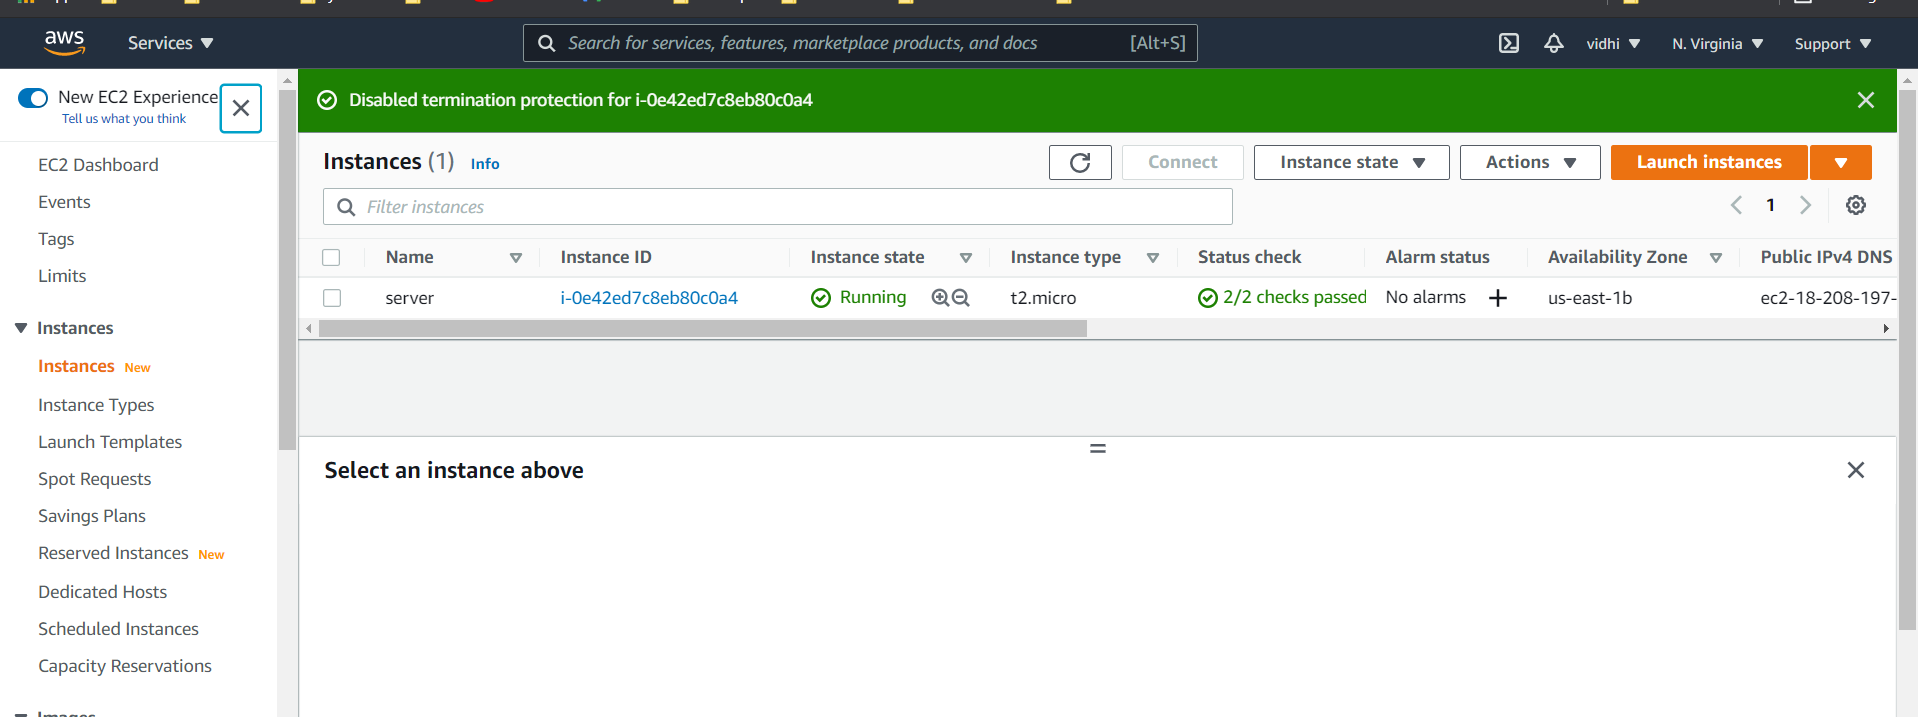 aws
Services
Search for services, features, marketplace products, and docs [Alt+S]
vidhi
N. Virginia
Support
New EC2 Experience
Tell us what you think
EC2 Dashboard
Events
Tags
Limits
Instances
Instances New
Instance Types
Launch Templates
Spot Requests
Savings Plans
Reserved Instances New
Dedicated Hosts
Scheduled Instances
Capacity Reservations
Images
Disabled termination protection for i-0e42ed7c8eb80c0a4
Instances (1) Info
Connect
Instance state
Actions
Launch instances
Filter instances
1
Name Instance ID Instance state Instance type Status check Alarm status Availability Zone Public IPv4 DNS
server i-0e42ed7c8eb80c0a4 Running t2.micro 2/2 checks passed No alarms us-east-1b ec2-18-208-197-
Select an instance above